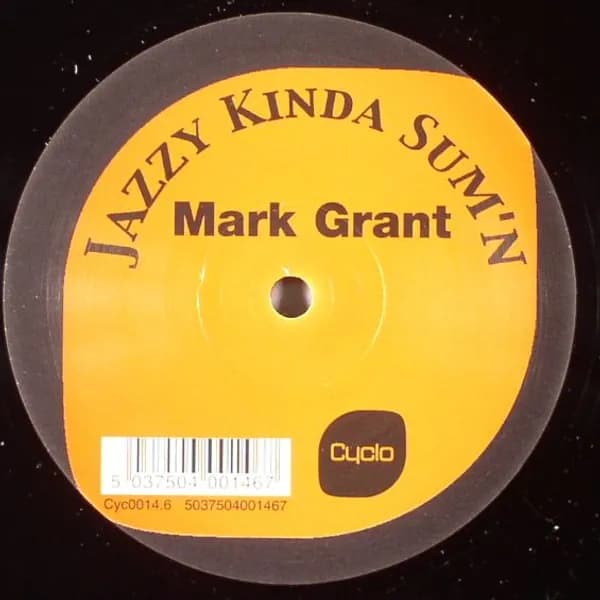 JAZZY KINDA SUM'N
Mark Grant
Cyclo
5 037504 001467
Cyc0014.6 5037504001467